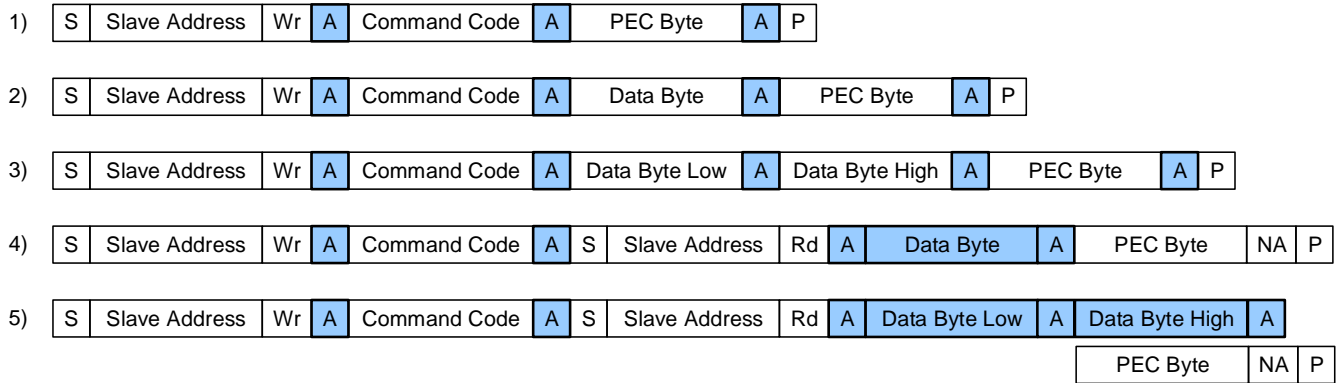 1) S Slave Address Wr A Command Code A PEC Byte A P
2) S Slave Address Wr A Command Code A Data Byte A PEC Byte A P
3) S Slave Address Wr A Command Code A Data Byte Low A Data Byte High A PEC Byte A P
4) S Slave Address Wr A Command Code A S Slave Address Rd A Data Byte A PEC Byte NA P
5) S Slave Address Wr A Command Code A S Slave Address Rd A Data Byte Low A Data Byte High A
PEC Byte NA P